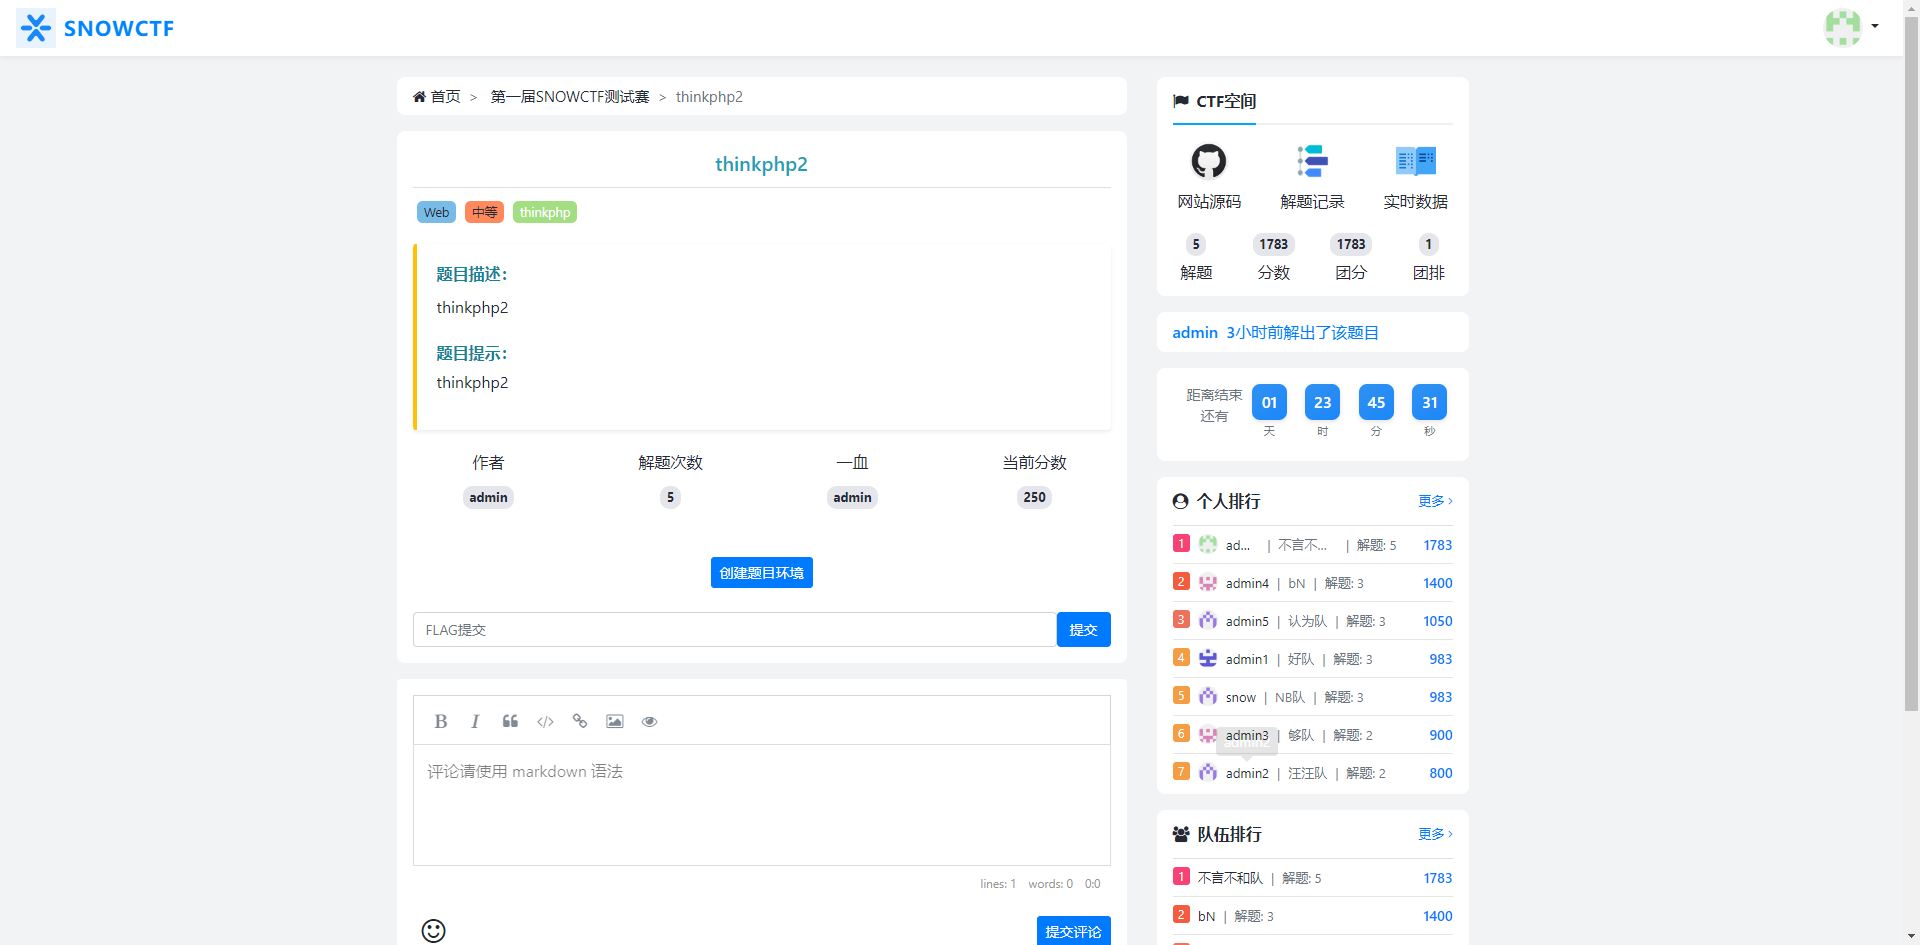 SNOWCTF
首页 > 第一届SNOWCTF测试赛 > thinkphp2
thinkphp2
Web 中等 thinkphp
题目描述:
thinkphp2
题目提示:
thinkphp2
作者 解题次数 一血 当前分数
admin 5 admin 250
创建题目环境
FLAG提交 提交
B I
评论请使用 markdown 语法
lines: 1 words: 0 0:0
提交评论
CTF空间
网站源码 解题记录 实时数据
5 1783 1783 1
解题 分数 团分 团排
admin 3小时前解出了该题目
距离结束还有 01 23 45 31
天 时 分 秒
个人排行 更多 >
1 ad... | 不言不... | 解题: 5 1783
2 admin4 | bN | 解题: 3 1400
3 admin5 | 认为队 | 解题: 3 1050
4 admin1 | 好队 | 解题: 3 983
5 snow | NB队 | 解题: 3 983
6 admin3 | 够队 | 解题: 2 900
admin2
7 admin2 | 汪汪队 | 解题: 2 800
队伍排行 更多 >
1 不言不和队 | 解题: 5 1783
2 bN | 解题: 3 1400